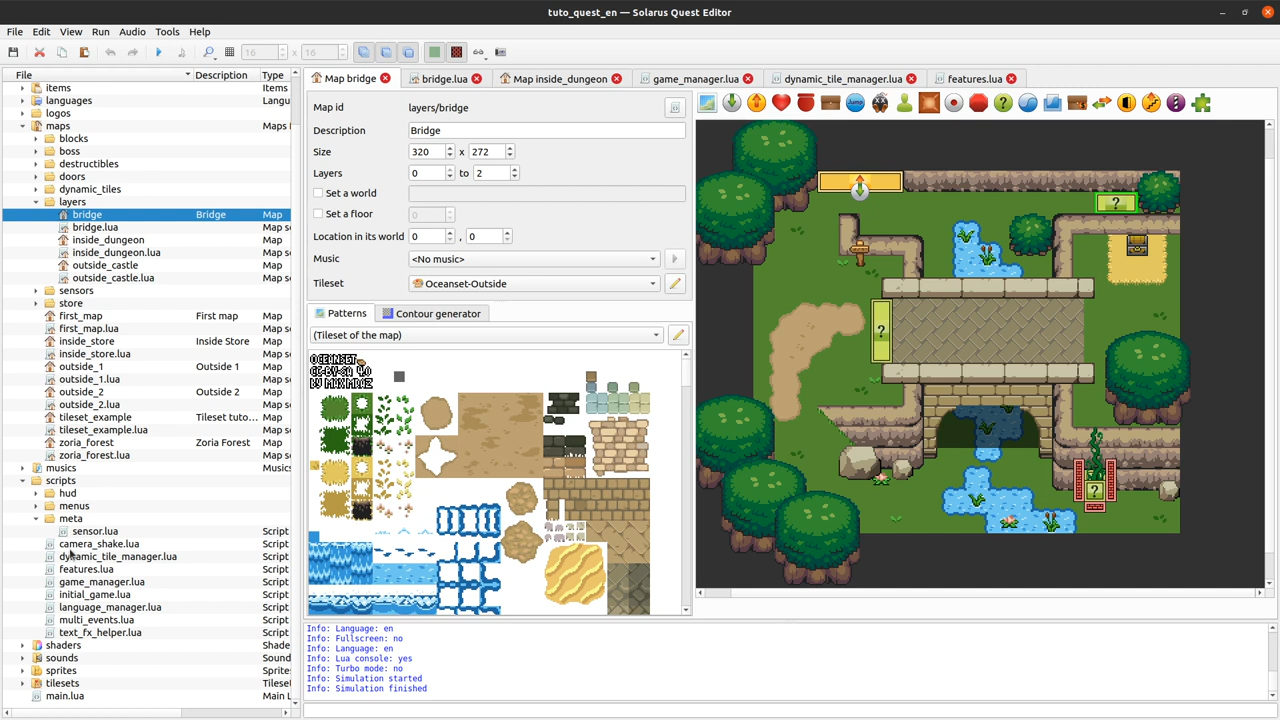 tuto_quest_en — Solarus Quest Editor
File Edit View Run Audio Tools Help
16 x 16
File Description Type
items Items
languages Langu
logos
maps Maps
blocks
boss
destructibles
doors
dynamic_tiles
layers
bridge Bridge Map
bridge.lua Map s
inside_dungeon Map
inside_dungeon.lua Map s
outside_castle Map
outside_castle.lua Map s
sensors
store
first_map First map Map
first_map.lua Map s
inside_store Inside Store Map
inside_store.lua Map s
outside_1 Outside 1 Map
outside_1.lua Map s
outside_2 Outside 2 Map
outside_2.lua Map s
tileset_example Tileset tuto... Map
tileset_example.lua Map s
zoria_forest Zoria Forest Map
zoria_forest.lua Map s
musics Musics
scripts
hud
menus
meta
sensor.lua Script
camera_shake.lua Script
dynamic_tile_manager.lua Script
features.lua Script
game_manager.lua Script
initial_game.lua Script
language_manager.lua Script
multi_events.lua Script
text_fx_helper.lua Script
shaders Shade
sounds Sound
sprites Sprite
tilesets Tilese
main.lua Main L
Map bridge bridge.lua Map inside_dungeon game_manager.lua dynamic_tile_manager.lua features.lua
Map id layers/bridge
Description Bridge
Size 320 x 272
Layers 0 to 2
Set a world
Set a floor 0
Location in its world 0 , 0
Music <No music>
Tileset Oceanset-Outside
Patterns Contour generator
(Tileset of the map)
OCEANSET
CC-BY-SA 4.0
BY MAX MRAZ
Jump
?
?
?
?
?
Info: Language: en
Info: Fullscreen: no
Info: Language: en
Info: Lua console: yes
Info: Turbo mode: no
Info: Simulation started
Info: Simulation finished